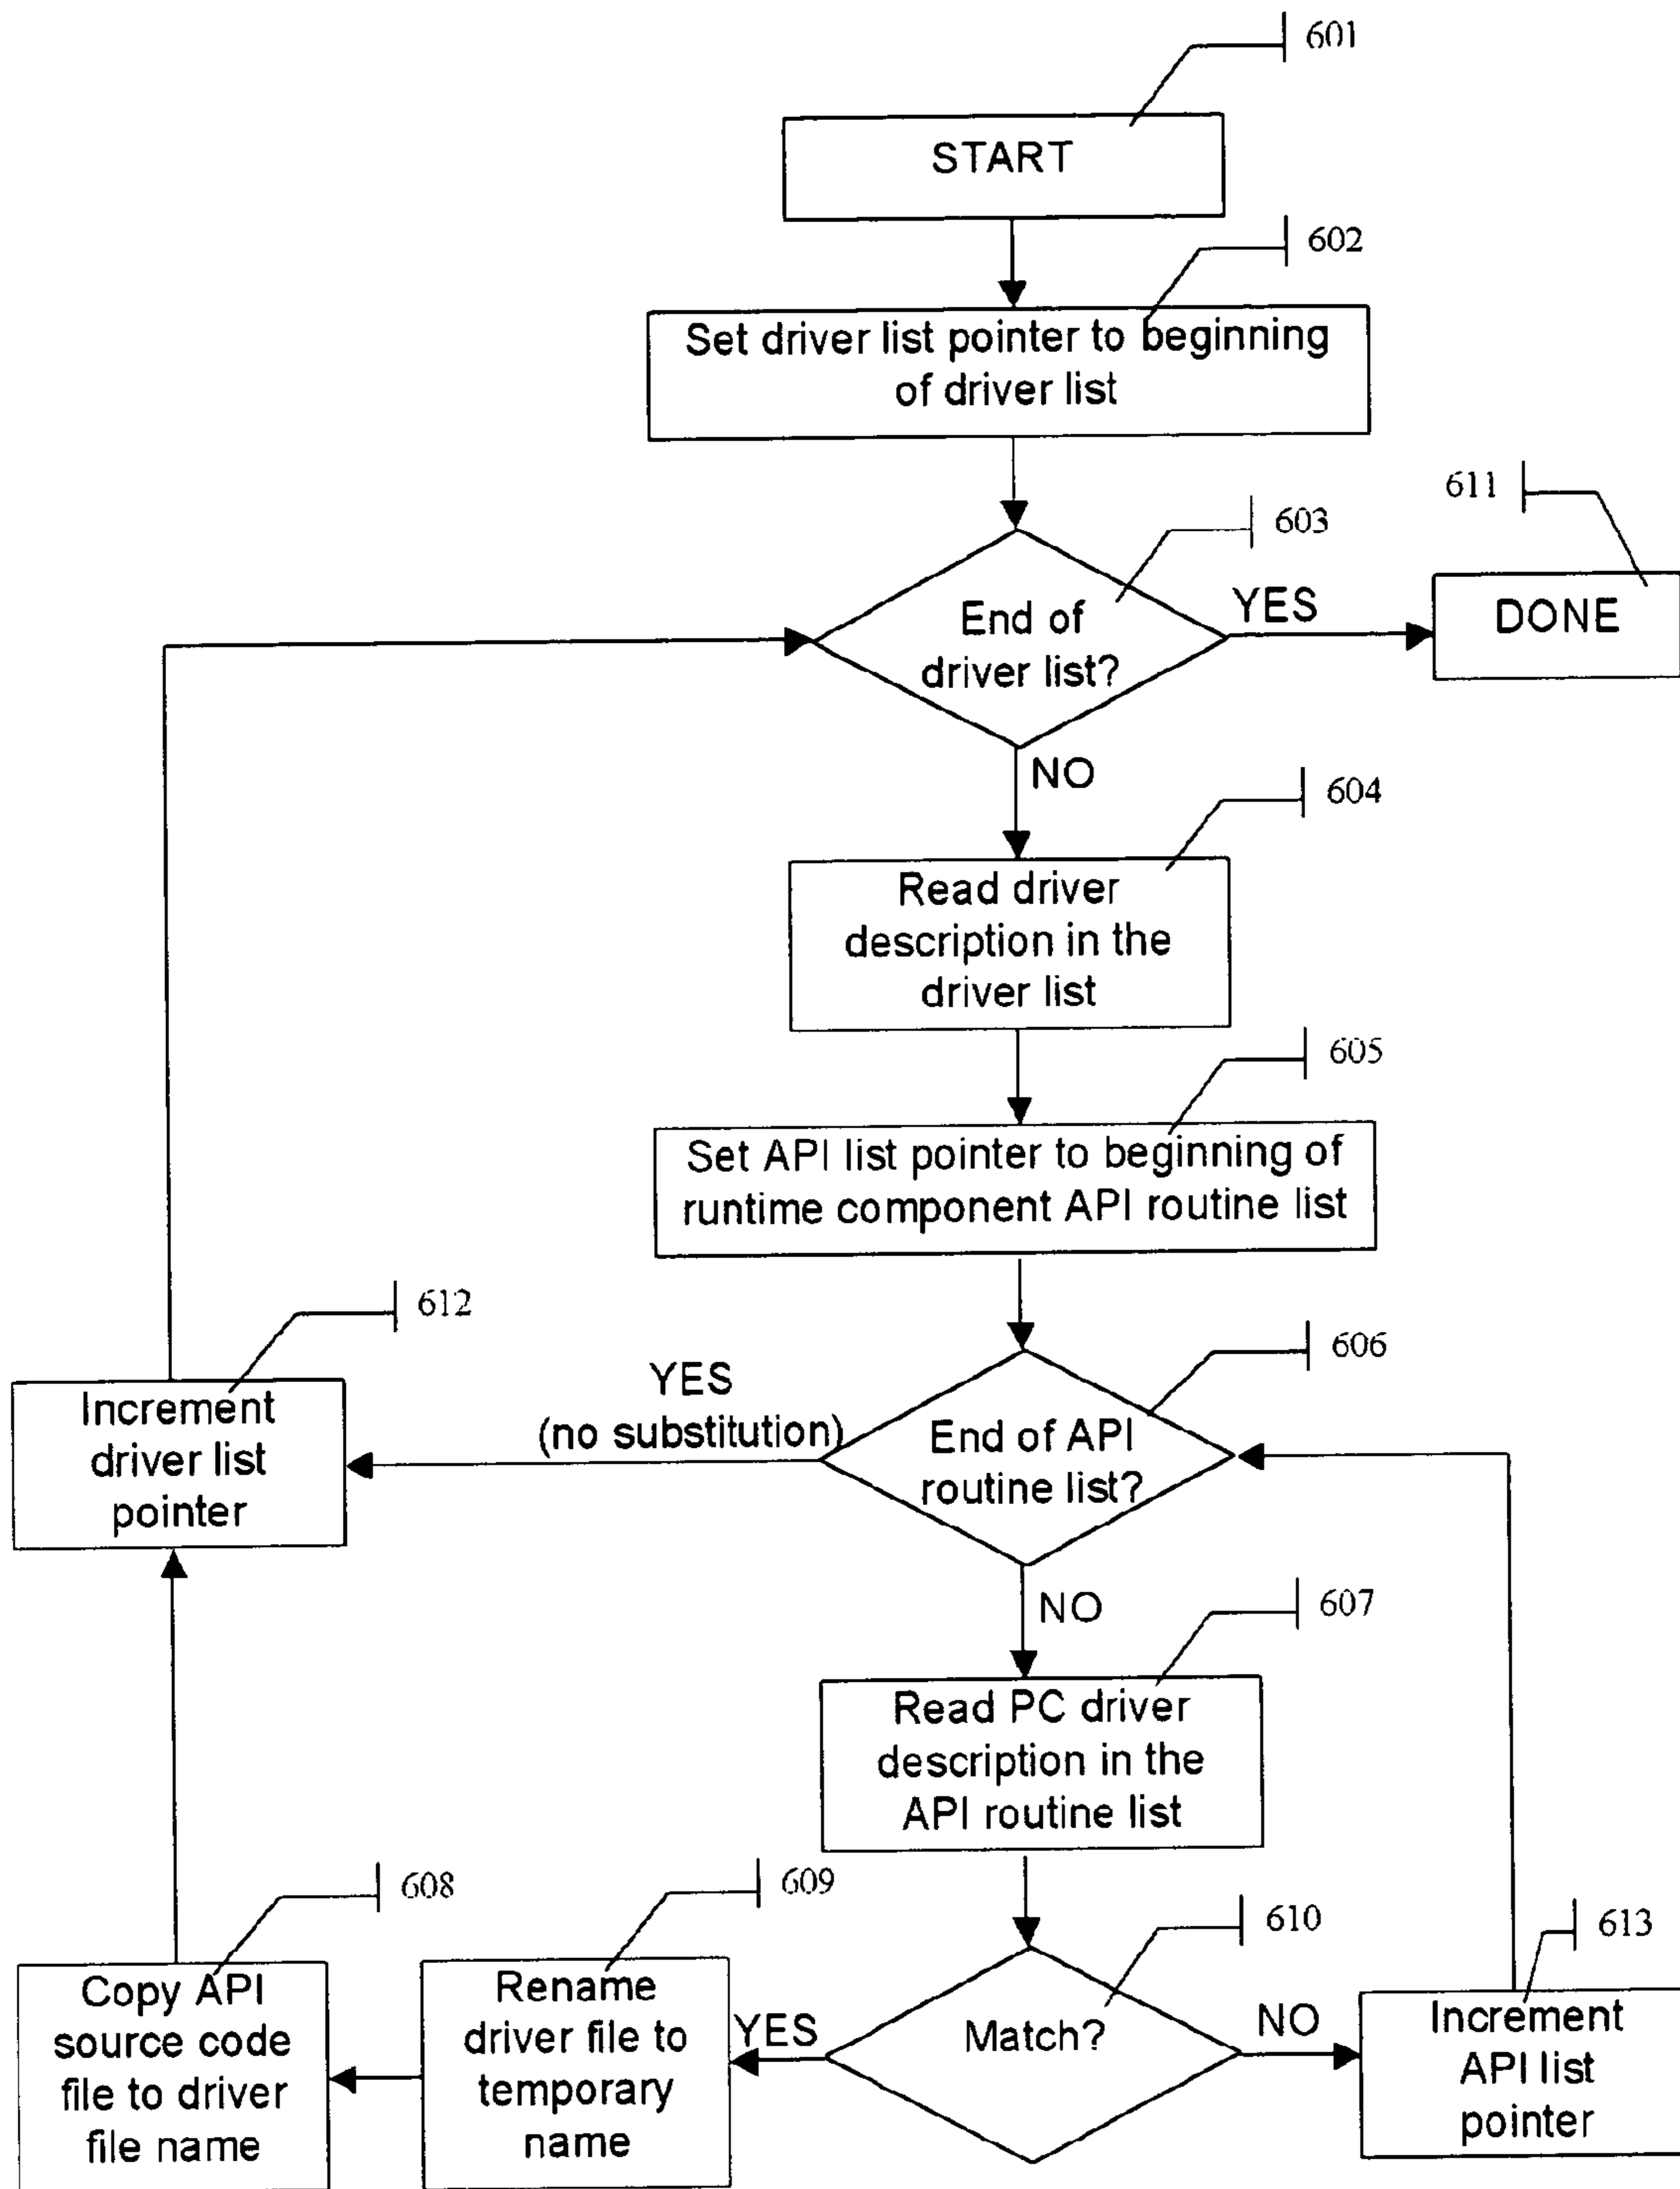 601
START
602
Set driver list pointer to beginning
of driver list
611
603
End of
driver list?
YES
DONE
NO
604
Read driver
description in the
driver list
605
Set API list pointer to beginning of
runtime component API routine list
612
606
Increment
driver list
pointer
YES
(no substitution)
End of API
routine list?
NO
607
Read PC driver
description in the
API routine list
608
609
610
613
Copy API
source code
file to driver
file name
Rename
driver file to
temporary
name
YES
Match?
NO
Increment
API list
pointer